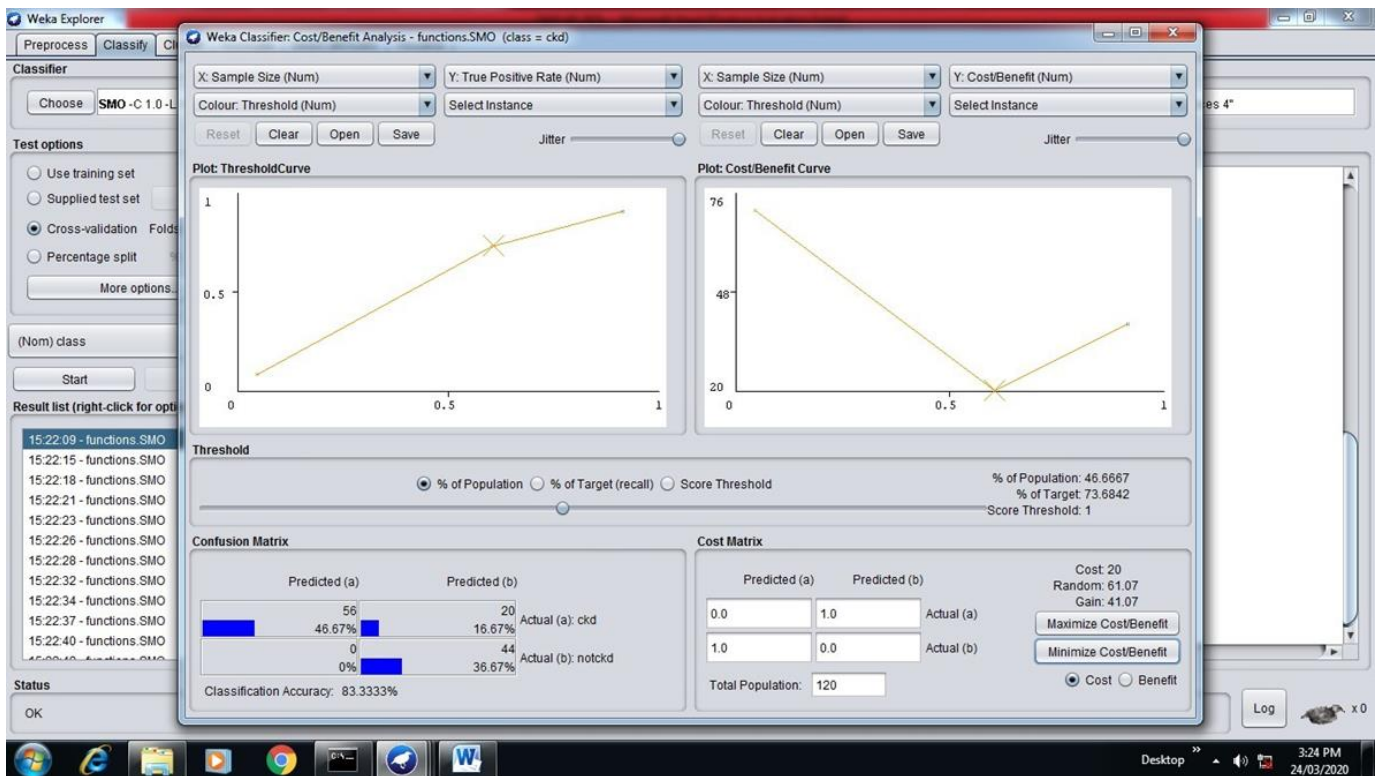 Weka Explorer
Preprocess Classify
Classifier
Choose SMO -C 1.0 -L
Test options
Use training set
Supplied test set
Cross-validation Folds
Percentage split
More options...
(Nom) class
Start
Result list (right-click for opti
15:22:09 - functions.SMO
15:22:15 - functions.SMO
15:22:18 - functions.SMO
15:22:21 - functions.SMO
15:22:23 - functions.SMO
15:22:26 - functions.SMO
15:22:28 - functions.SMO
15:22:32 - functions.SMO
15:22:34 - functions.SMO
15:22:37 - functions.SMO
15:22:40 - functions.SMO
Status
OK
Weka Classifier: Cost/Benefit Analysis - functions.SMO (class = ckd)
X: Sample Size (Num) Y: True Positive Rate (Num)
Colour: Threshold (Num) Select Instance
Reset Clear Open Save Jitter
Plot: ThresholdCurve
1
0.5
0
0 0.5 1
X: Sample Size (Num) Y: Cost/Benefit (Num)
Colour: Threshold (Num) Select Instance
Reset Clear Open Save Jitter
Plot: Cost/Benefit Curve
76
48
20
0 0.5 1
Threshold
% of Population % of Target (recall) Score Threshold
% of Population: 46.6667
% of Target: 73.6842
Score Threshold: 1
Confusion Matrix
Predicted (a) Predicted (b)
56 20
46.67% 16.67% Actual (a): ckd
0 44
0% 36.67% Actual (b): notckd
Classification Accuracy: 83.3333%
Cost Matrix
Predicted (a) Predicted (b)
0.0 1.0 Actual (a)
1.0 0.0 Actual (b)
Total Population: 120
Cost: 20
Random: 61.07
Gain: 41.07
Maximize Cost/Benefit
Minimize Cost/Benefit
Cost Benefit
es 4"
Log x 0
Desktop
3:24 PM
24/03/2020